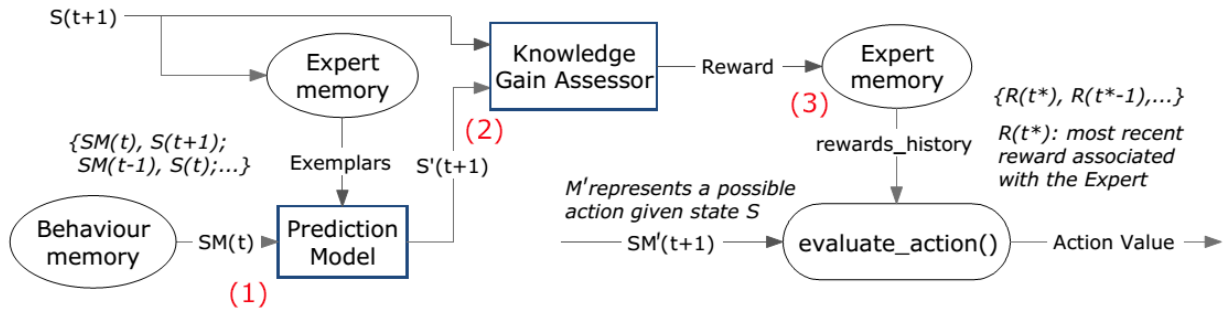 S(t+1)
Expert
memory
Knowledge
Gain Assessor
Reward
Expert
memory
(2)
(3)
{SM(t), S(t+1);
SM(t-1), S(t);...}
Exemplars
S'(t+1)
rewards_history
{R(t*), R(t*-1),...}
R(t*): most recent
reward associated
with the Expert
M' represents a possible
action given state S
Behaviour
memory
SM(t)
Prediction
Model
(1)
SM'(t+1)
evaluate_action()
Action Value